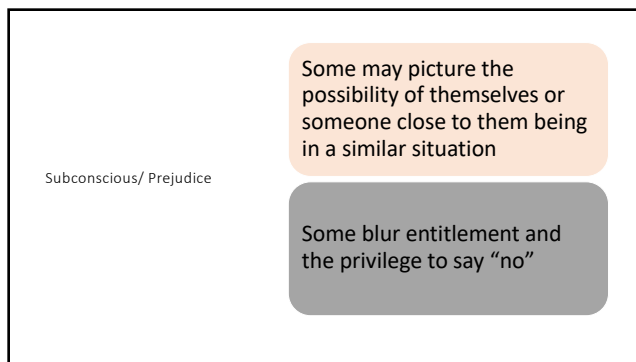 Subconscious/ Prejudice
Some may picture the
possibility of themselves or
someone close to them being
in a similar situation
Some blur entitlement and
the privilege to say “no”